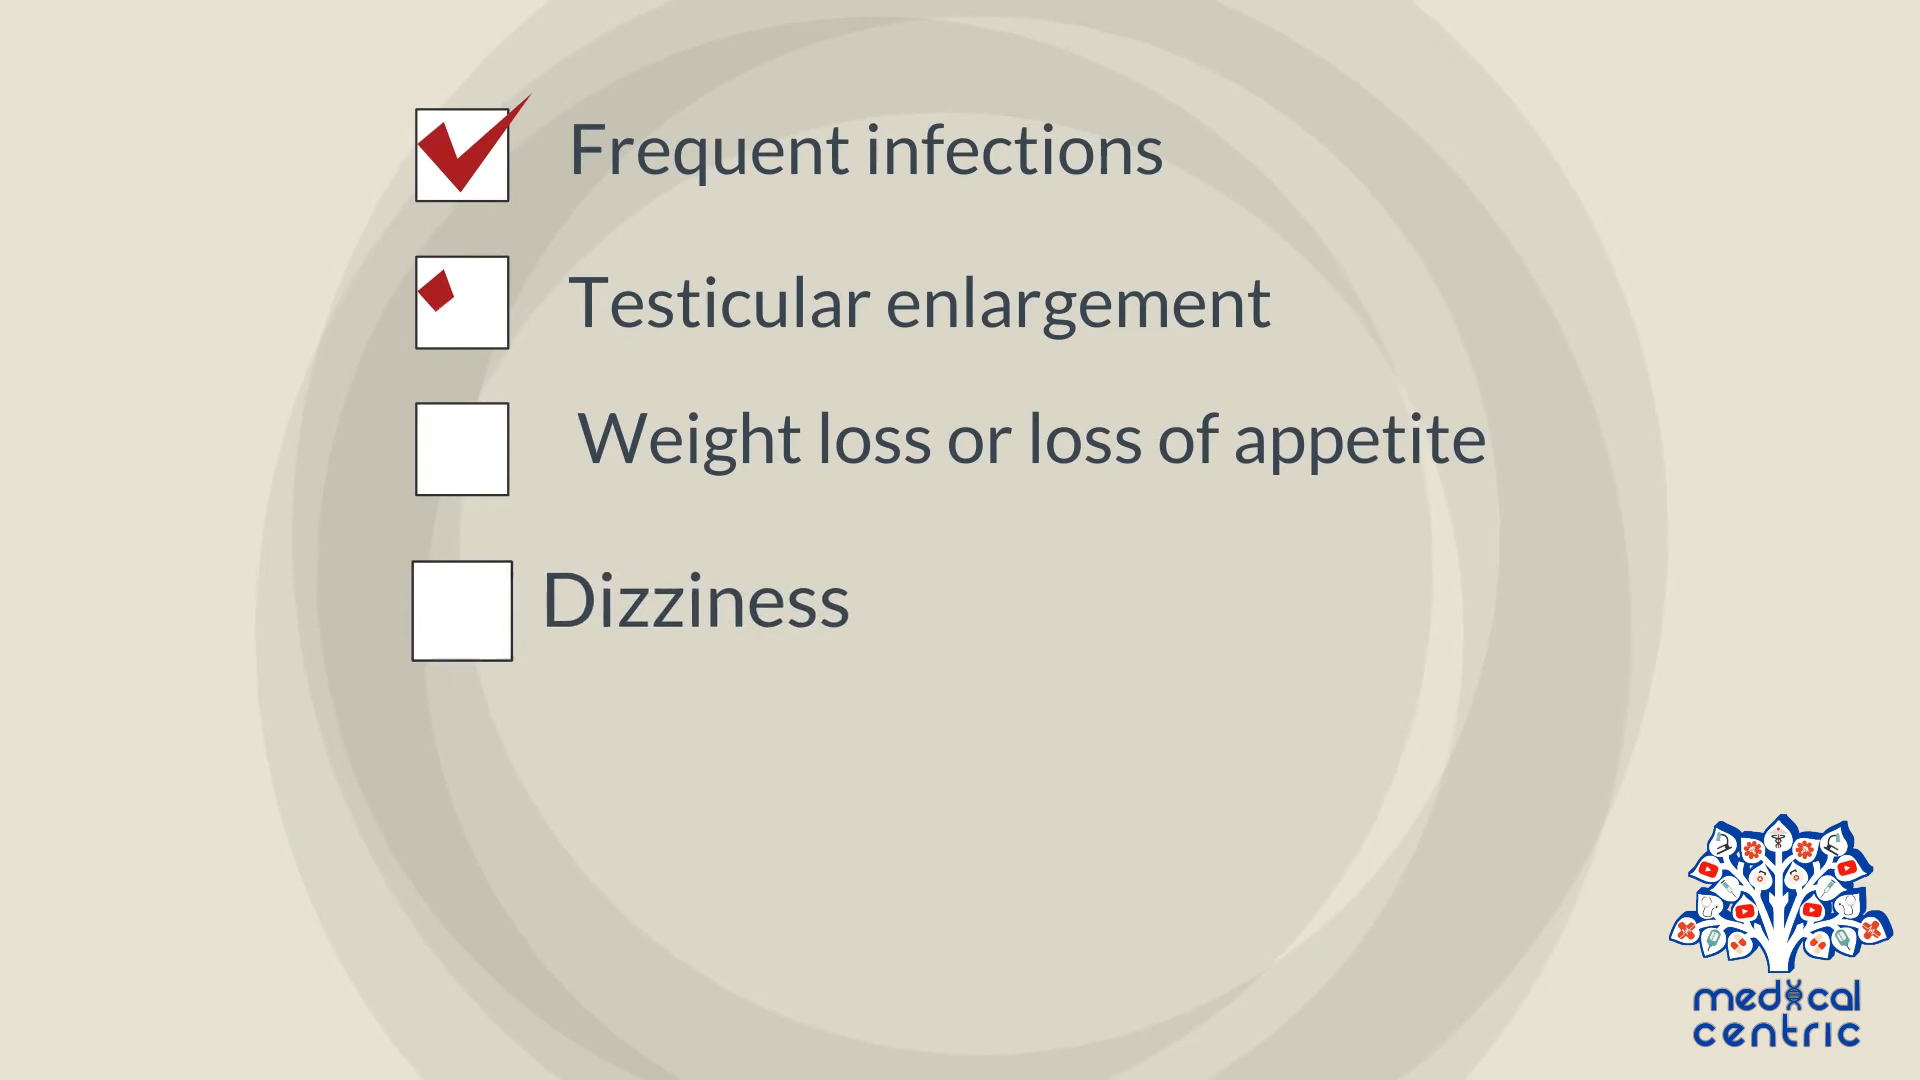 Frequent infections
Testicular enlargement
Weight loss or loss of appetite
Dizziness
medical
centric